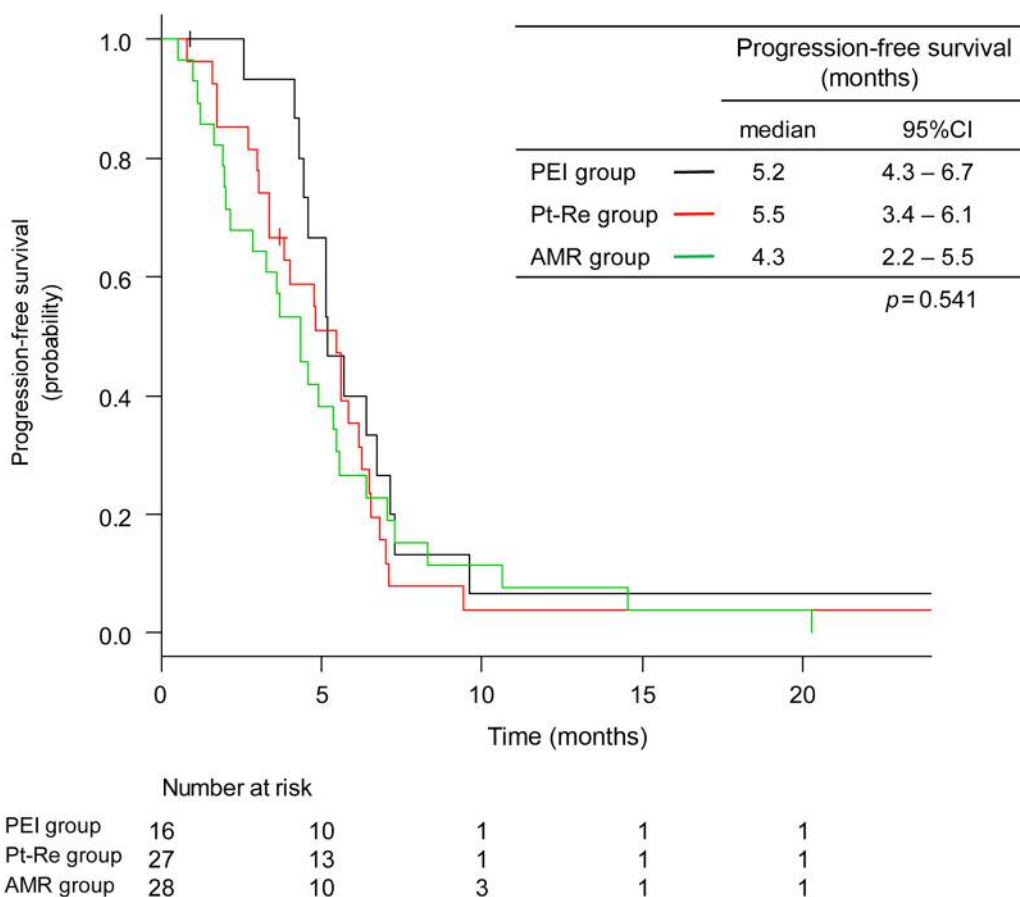 Progression-free survival
(months)
median 95%CI
PEI group 5.2 4.3 – 6.7
Pt-Re group 5.5 3.4 – 6.1
AMR group 4.3 2.2 – 5.5
p = 0.541
Progression-free survival
(probability)
1.0
0.8
0.6
0.4
0.2
0.0
0 5 10 15 20
Time (months)
Number at risk
PEI group 16 10 1 1 1
Pt-Re group 27 13 1 1 1
AMR group 28 10 3 1 1